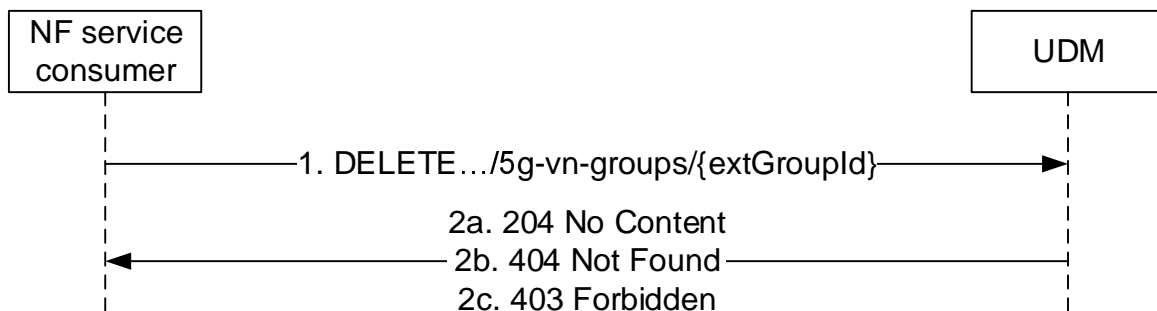 NF service
consumer
UDM
1. DELETE…/5g-vn-groups/{extGroupId}
2a. 204 No Content
2b. 404 Not Found
2c. 403 Forbidden